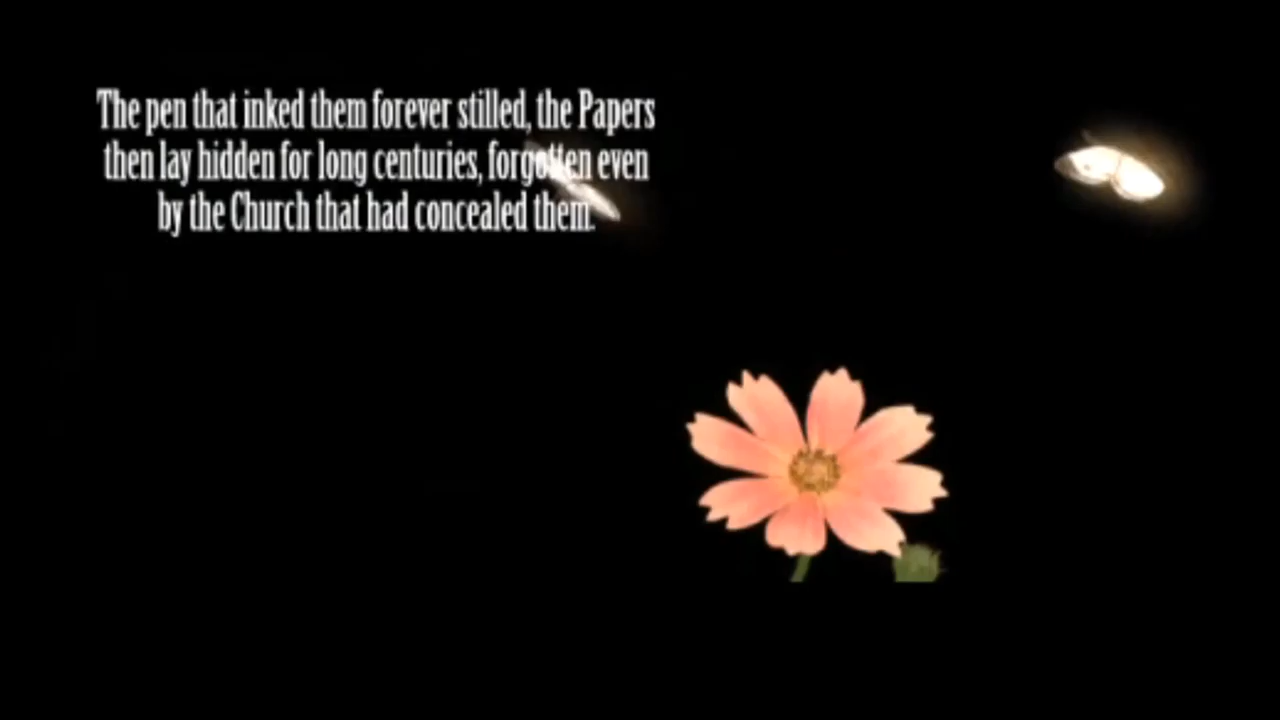 The pen that inked them forever stilled, the Papers
then lay hidden for long centuries, forgotten even
by the Church that had concealed them.